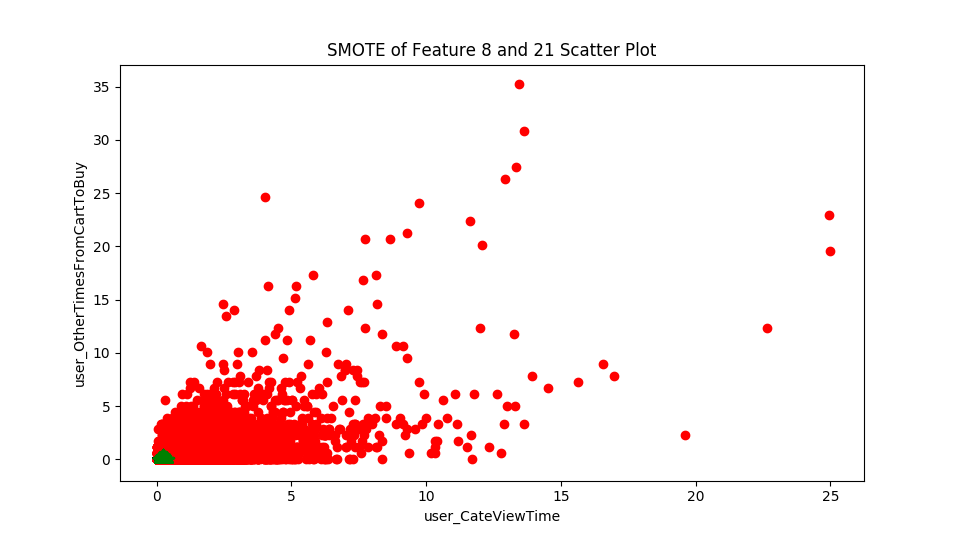 SMOTE of Feature 8 and 21 Scatter Plot
35
30
25
20
15
10
5
0
user_OtherTimesFromCartToBuy
0 5 10 15 20 25
user_CateViewTime